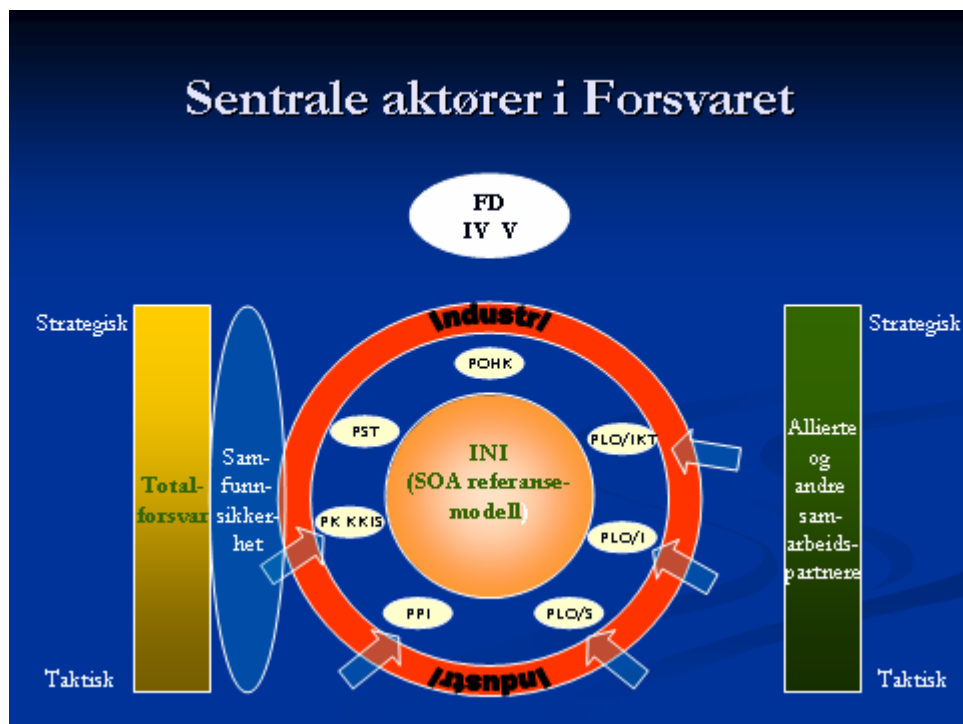 Sentrale aktører i Forsvaret
FD
IV V
Strategisk
Strategisk
Industri
POHK
PST
PLO/IKT
INI
(SOA referanse-
modell)
Total-
forsvar
Sam-
funn-
sikker-
het
Allierte
og
andre
sam-
arbeids-
partnere
PK KKIS
PLO/I
PPI
PLO/S
Industri
Taktisk
Taktisk